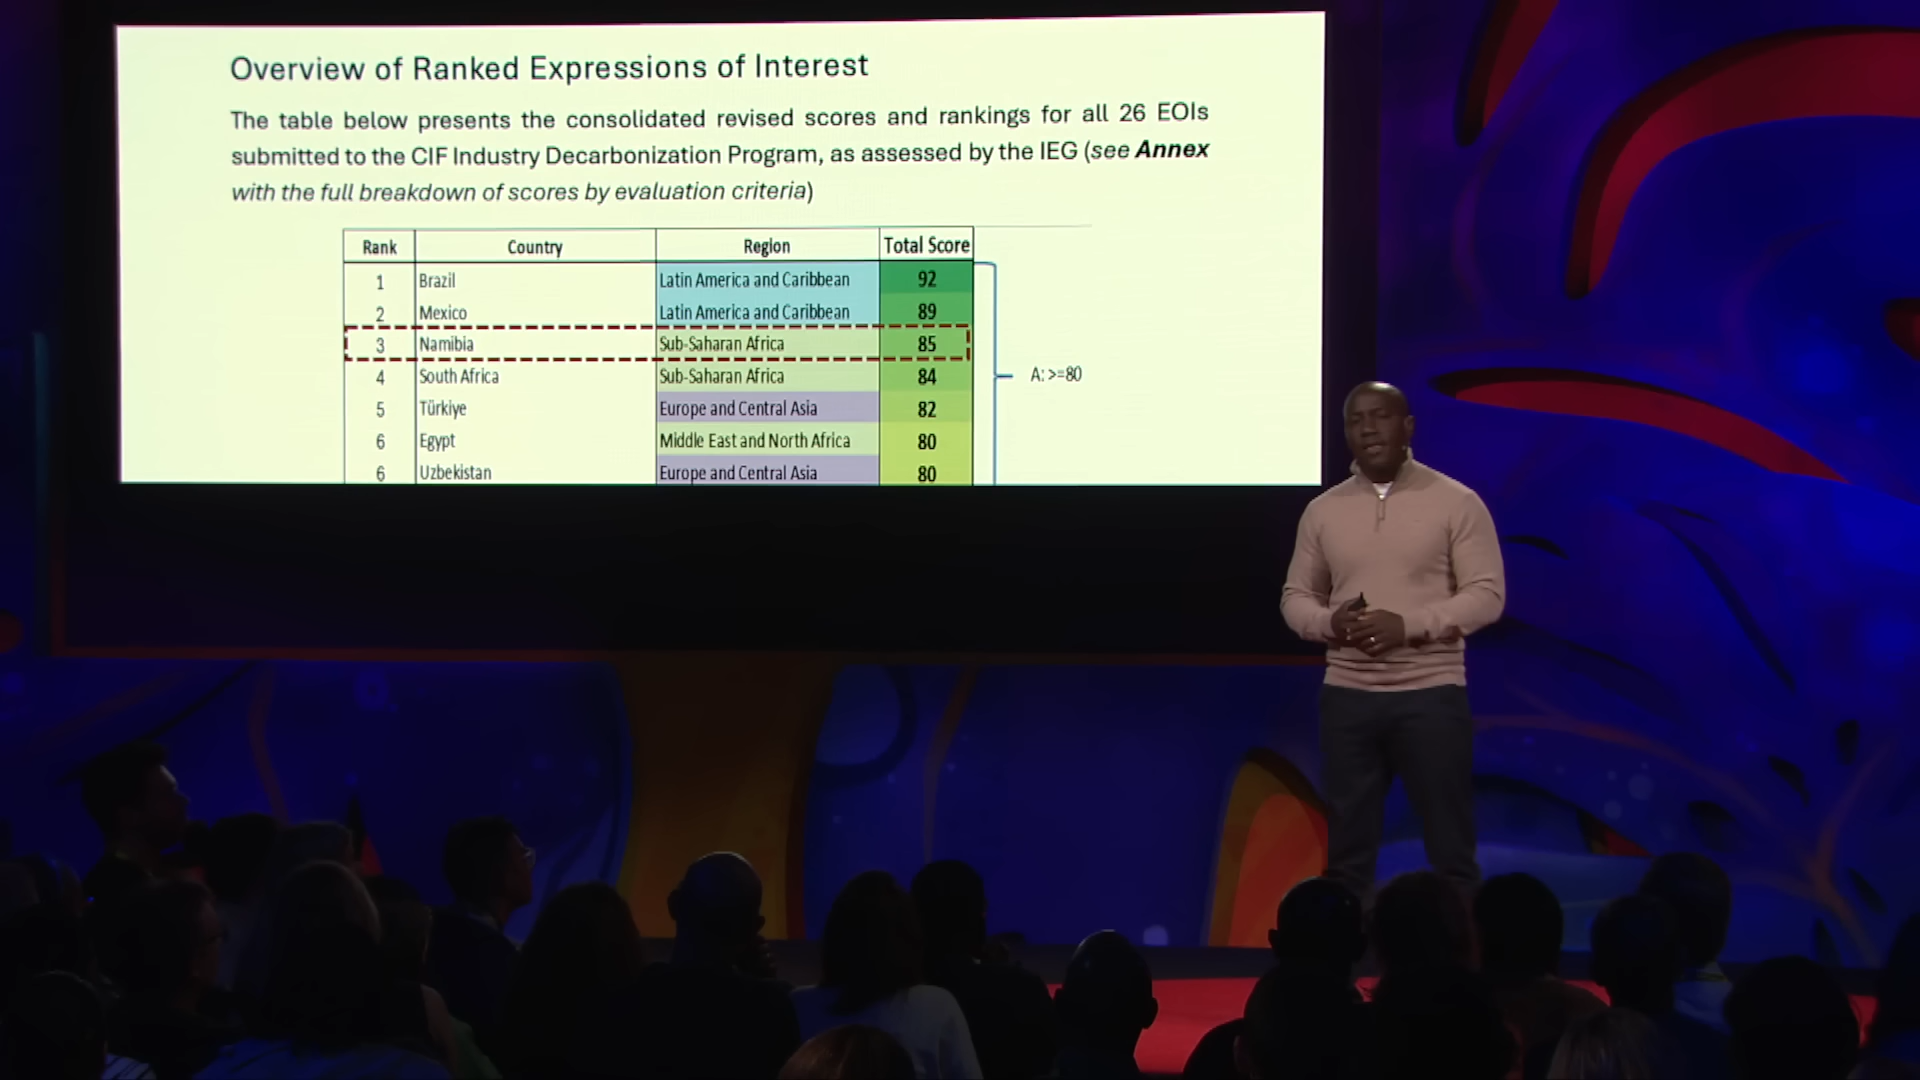 Overview of Ranked Expressions of Interest
The table below presents the consolidated revised scores and rankings for all 26 EOIs
submitted to the CIF Industry Decarbonization Program, as assessed by the IEG (see Annex
with the full breakdown of scores by evaluation criteria)
Rank Country Region Total Score
1 Brazil Latin America and Caribbean 92
2 Mexico Latin America and Caribbean 89
3 Namibia Sub-Saharan Africa 85
4 South Africa Sub-Saharan Africa 84
5 Türkiye Europe and Central Asia 82
6 Egypt Middle East and North Africa 80
6 Uzbekistan Europe and Central Asia 80
A: >=80